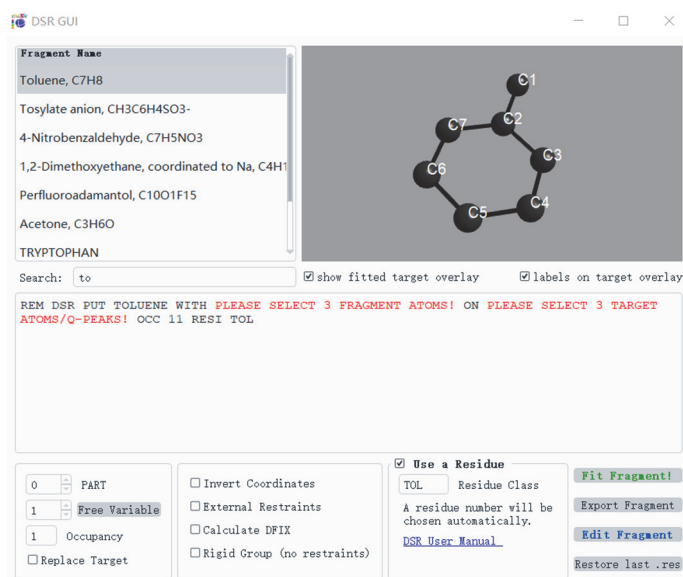 DSR GUI
Fragment Name
Toluene, C7H8
Tosylate anion, CH3C6H4SO3-
4-Nitrobenzaldehyde, C7H5NO3
1,2-Dimethoxyethane, coordinated to Na, C4H1
Perfluoroadamantol, C10O1F15
Acetone, C3H6O
TRYPTOPHAN
C1
C2
C7
C3
C6
C4
C5
Search: to
show fitted target overlay
labels on target overlay
REM DSR PUT TOLUENE WITH PLEASE SELECT 3 FRAGMENT ATOMS! ON PLEASE SELECT 3 TARGET
ATOMS/Q-PEAKS! OCC 11 RESI TOL
0 PART
1 Free Variable
1 Occupancy
Replace Target
Invert Coordinates
External Restraints
Calculate DFIX
Rigid Group (no restraints)
Use a Residue
TOL Residue Class
A residue number will be
chosen automatically.
DSR User Manual
Fit Fragment!
Export Fragment
Edit Fragment
Restore last .res